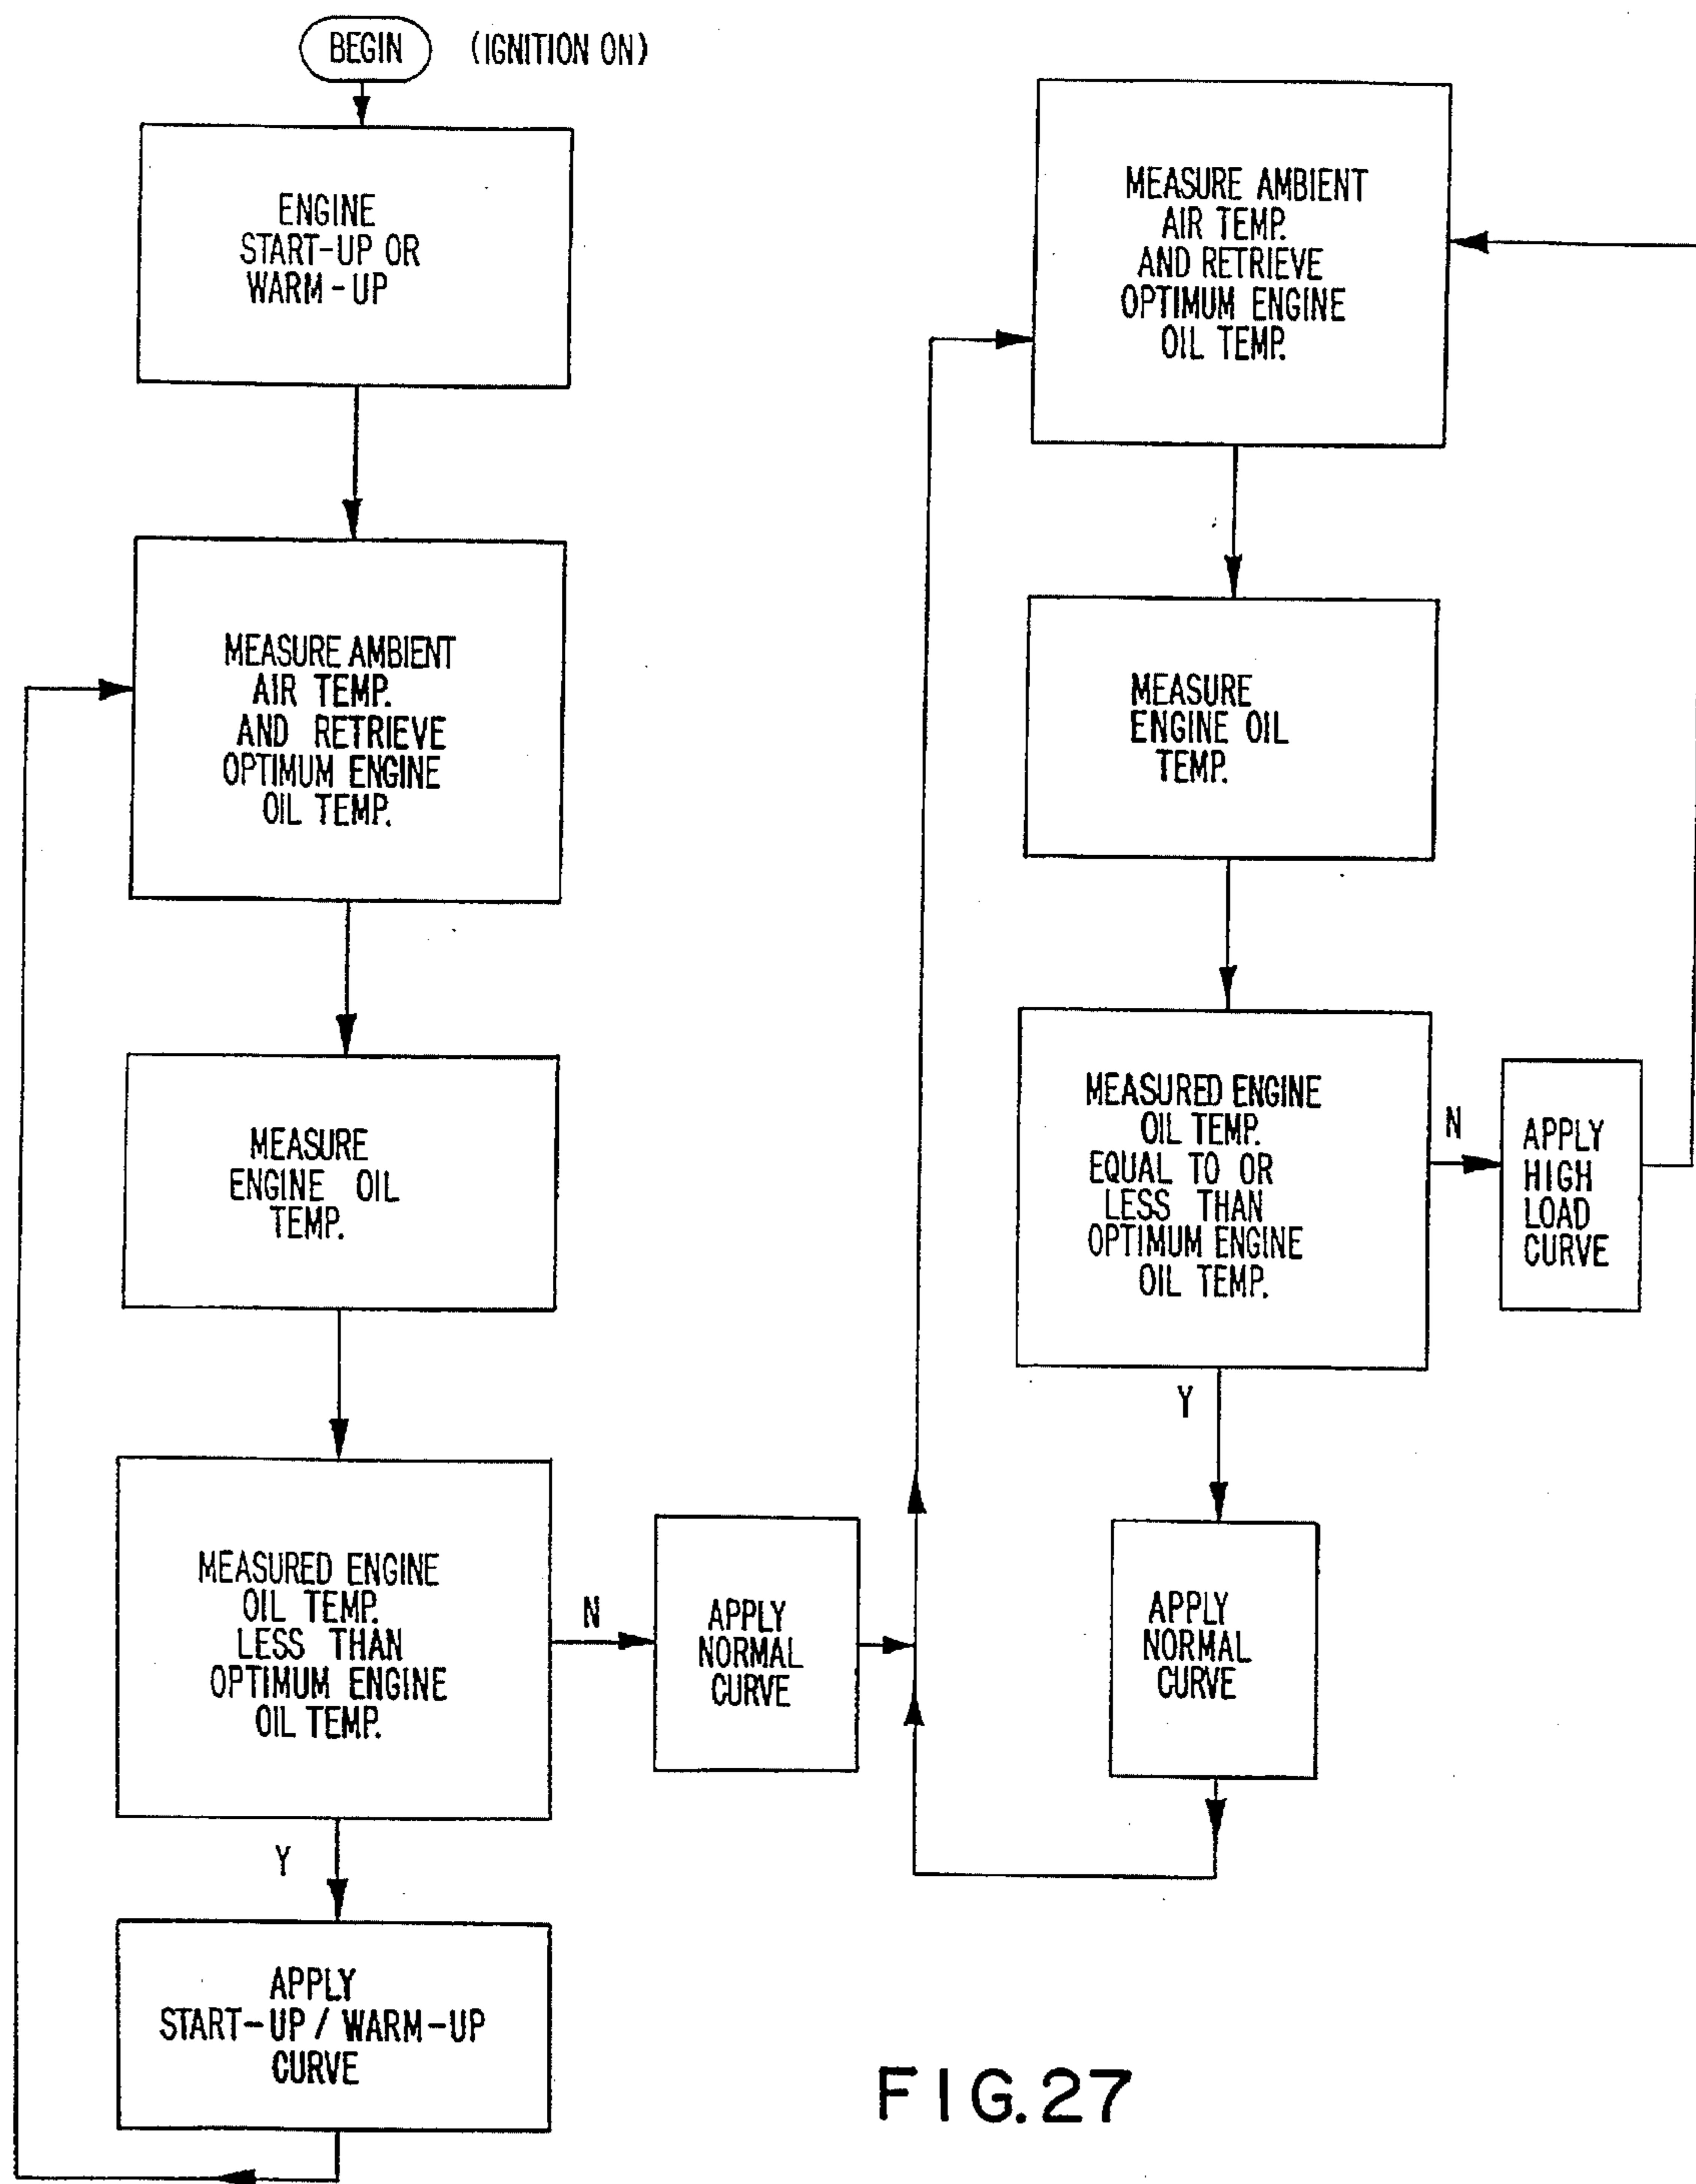 BEGIN (IGNITION ON)
ENGINE
START-UP OR
WARM-UP
MEASURE AMBIENT
AIR TEMP.
AND RETRIEVE
OPTIMUM ENGINE
OIL TEMP.
MEASURE
ENGINE OIL
TEMP.
MEASURED ENGINE
OIL TEMP.
LESS THAN
OPTIMUM ENGINE
OIL TEMP.
N
APPLY
NORMAL
CURVE
Y
APPLY
START-UP / WARM-UP
CURVE
MEASURE AMBIENT
AIR TEMP.
AND RETRIEVE
OPTIMUM ENGINE
OIL TEMP.
MEASURE
ENGINE OIL
TEMP.
MEASURED ENGINE
OIL TEMP.
EQUAL TO OR
LESS THAN
OPTIMUM ENGINE
OIL TEMP.
N
APPLY
HIGH
LOAD
CURVE
Y
APPLY
NORMAL
CURVE
FIG.27